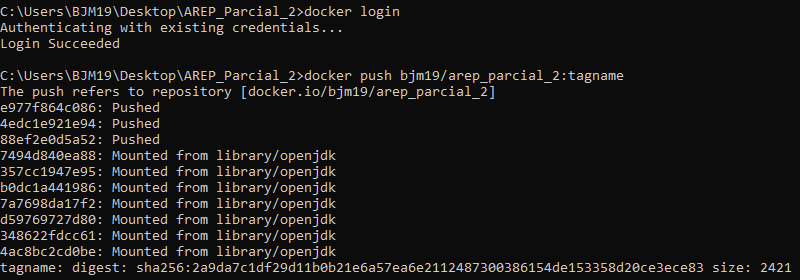 C:\Users\BJM19\Desktop\AREP_Parcial_2>docker login
Authenticating with existing credentials...
Login Succeeded
C:\Users\BJM19\Desktop\AREP_Parcial_2>docker push bjm19/arep_parcial_2:tagname
The push refers to repository [docker.io/bjm19/arep_parcial_2]
e977f864c086: Pushed
4edc1e921e94: Pushed
88ef2e0d5a52: Pushed
7494d840ea88: Mounted from library/openjdk
357cc1947e95: Mounted from library/openjdk
b0dc1a441986: Mounted from library/openjdk
7a7698da17f2: Mounted from library/openjdk
d59769727d80: Mounted from library/openjdk
348622fdcc61: Mounted from library/openjdk
4ac8bc2cd0be: Mounted from library/openjdk
tagname: digest: sha256:2a9da7c1df29d11b0b21e6a57ea6e2112487300386154de153358d20ce3ece83 size: 2421